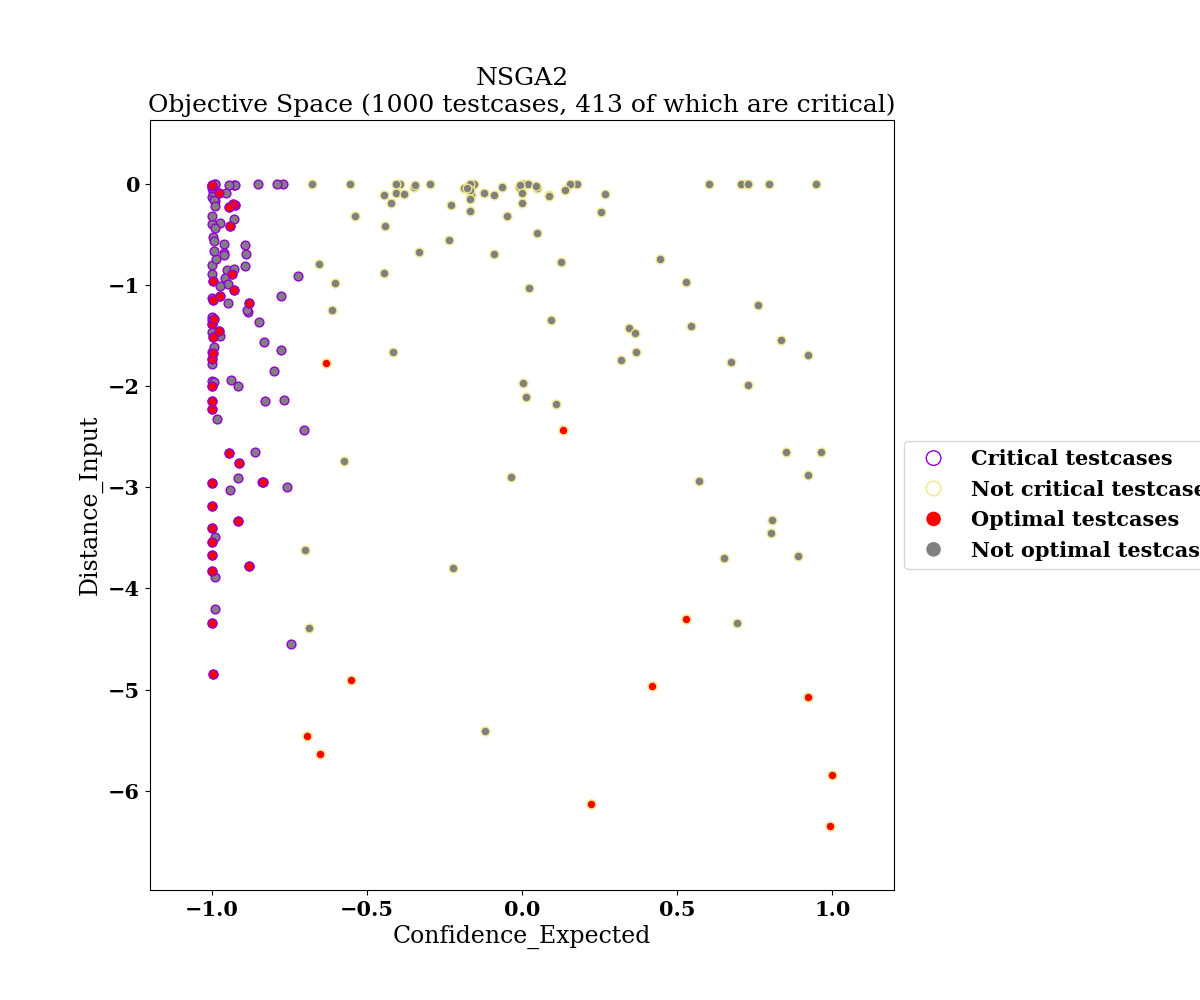 NSGA2
Objective Space (1000 testcases, 413 of which are critical)
0
−1
−2
−3
−4
−5
−6
Distance_Input
−1.0 −0.5 0.0 0.5 1.0
Confidence_Expected
Critical testcases
Not critical testcase
Optimal testcases
Not optimal testcas